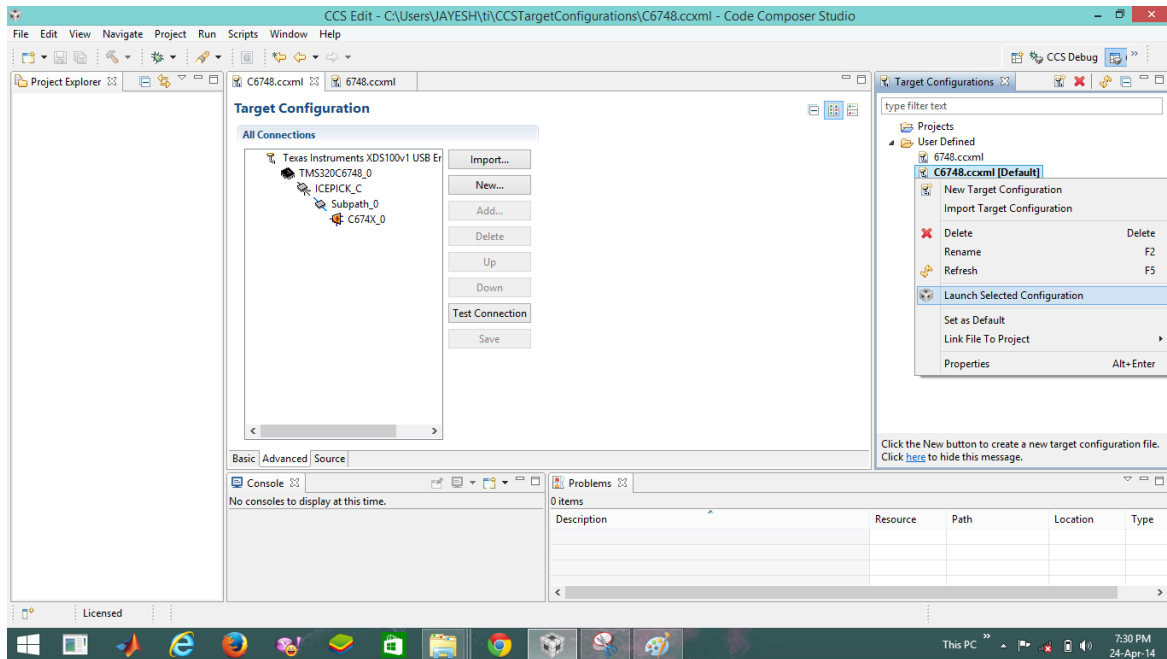 CCS Edit - C:\Users\JAYESH\ti\CCSTargetConfigurations\C6748.ccxml - Code Composer Studio
File Edit View Navigate Project Run Scripts Window Help
CCS Debug
Project Explorer
C6748.ccxml
6748.ccxml
Target Configuration
All Connections
Texas Instruments XDS100v1 USB Er
TMS320C6748_0
ICEPICK_C
Subpath_0
C674X_0
Import...
New...
Add...
Delete
Up
Down
Test Connection
Save
Basic Advanced Source
Target Configurations
type filter text
Projects
User Defined
6748.ccxml
C6748.ccxml [Default]
New Target Configuration
Import Target Configuration
Delete Delete
Rename F2
Refresh F5
Launch Selected Configuration
Set as Default
Link File To Project
Properties Alt+Enter
Click the New button to create a new target configuration file.
Click here to hide this message.
Console
No consoles to display at this time.
Problems
0 items
Description Resource Path Location Type
Licensed
This PC
7:30 PM
24-Apr-14